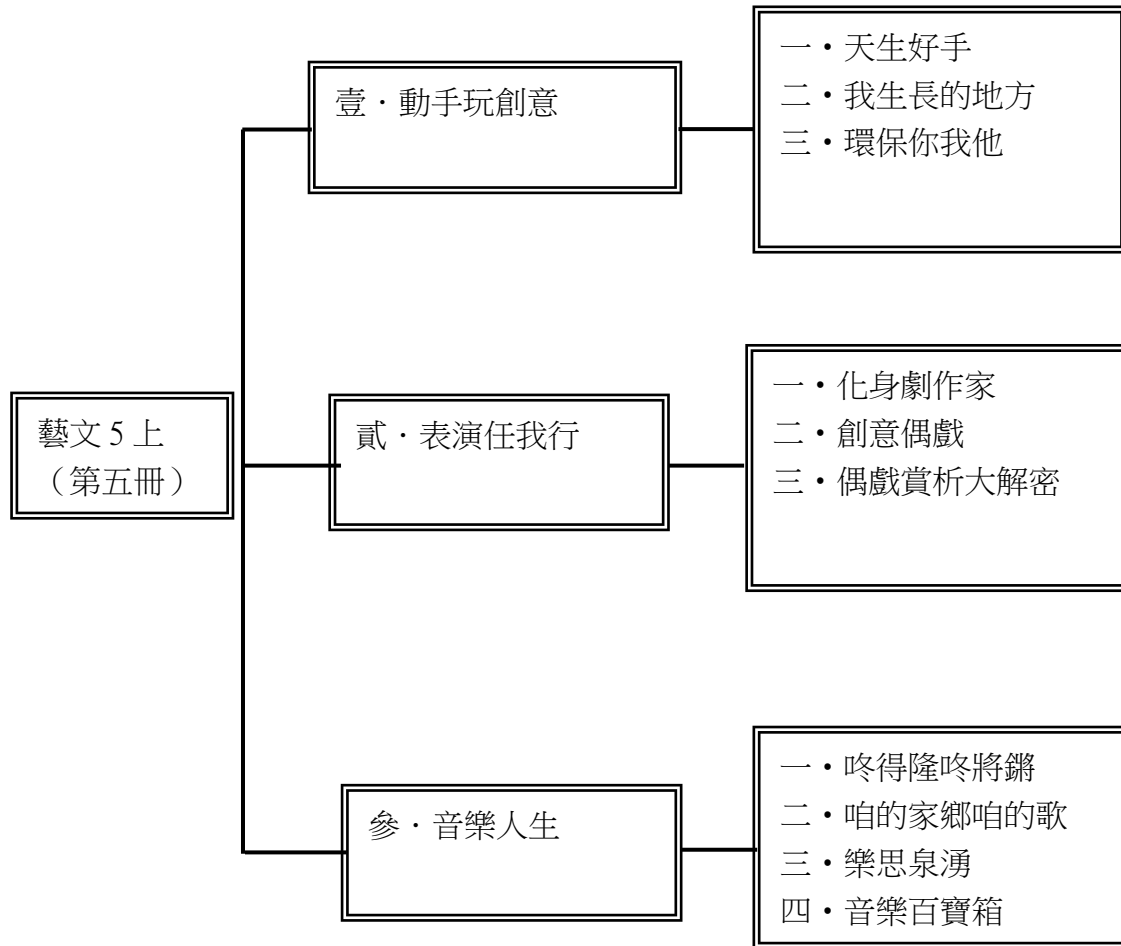 藝文 5 上
（第五冊）
壹．動手玩創意
一・天生好手
二・我生長的地方
三・環保你我他
貳．表演任我行
一・化身劇作家
二・創意偶戲
三・偶戲賞析大解密
參．音樂人生
一・咚得隆咚將鏘
二・咱的家鄉咱的歌
三・樂思泉湧
四・音樂百寶箱